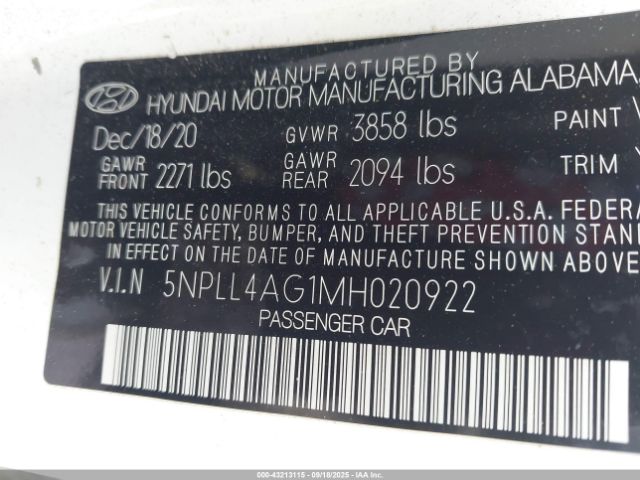 MANUFACTURED BY
HYUNDAI MOTOR MANUFACTURING ALABAMA
Dec/18/20 GVWR 3858 lbs PAINT
GAWR FRONT 2271 lbs GAWR REAR 2094 lbs TRIM
THIS VEHICLE CONFORMS TO ALL APPLICABLE U.S.A. FEDERA
MOTOR VEHICLE SAFETY, BUMPER, AND THEFT PREVENTION STAN
IN EFFECT ON THE DATE OF MANUFACTURE SHOWN ABOVE
V.I.N 5NPLL4AG1MH020922
PASSENGER CAR
000-43213115 - 09/18/2025 - COPYRIGHT IAA, LLC.